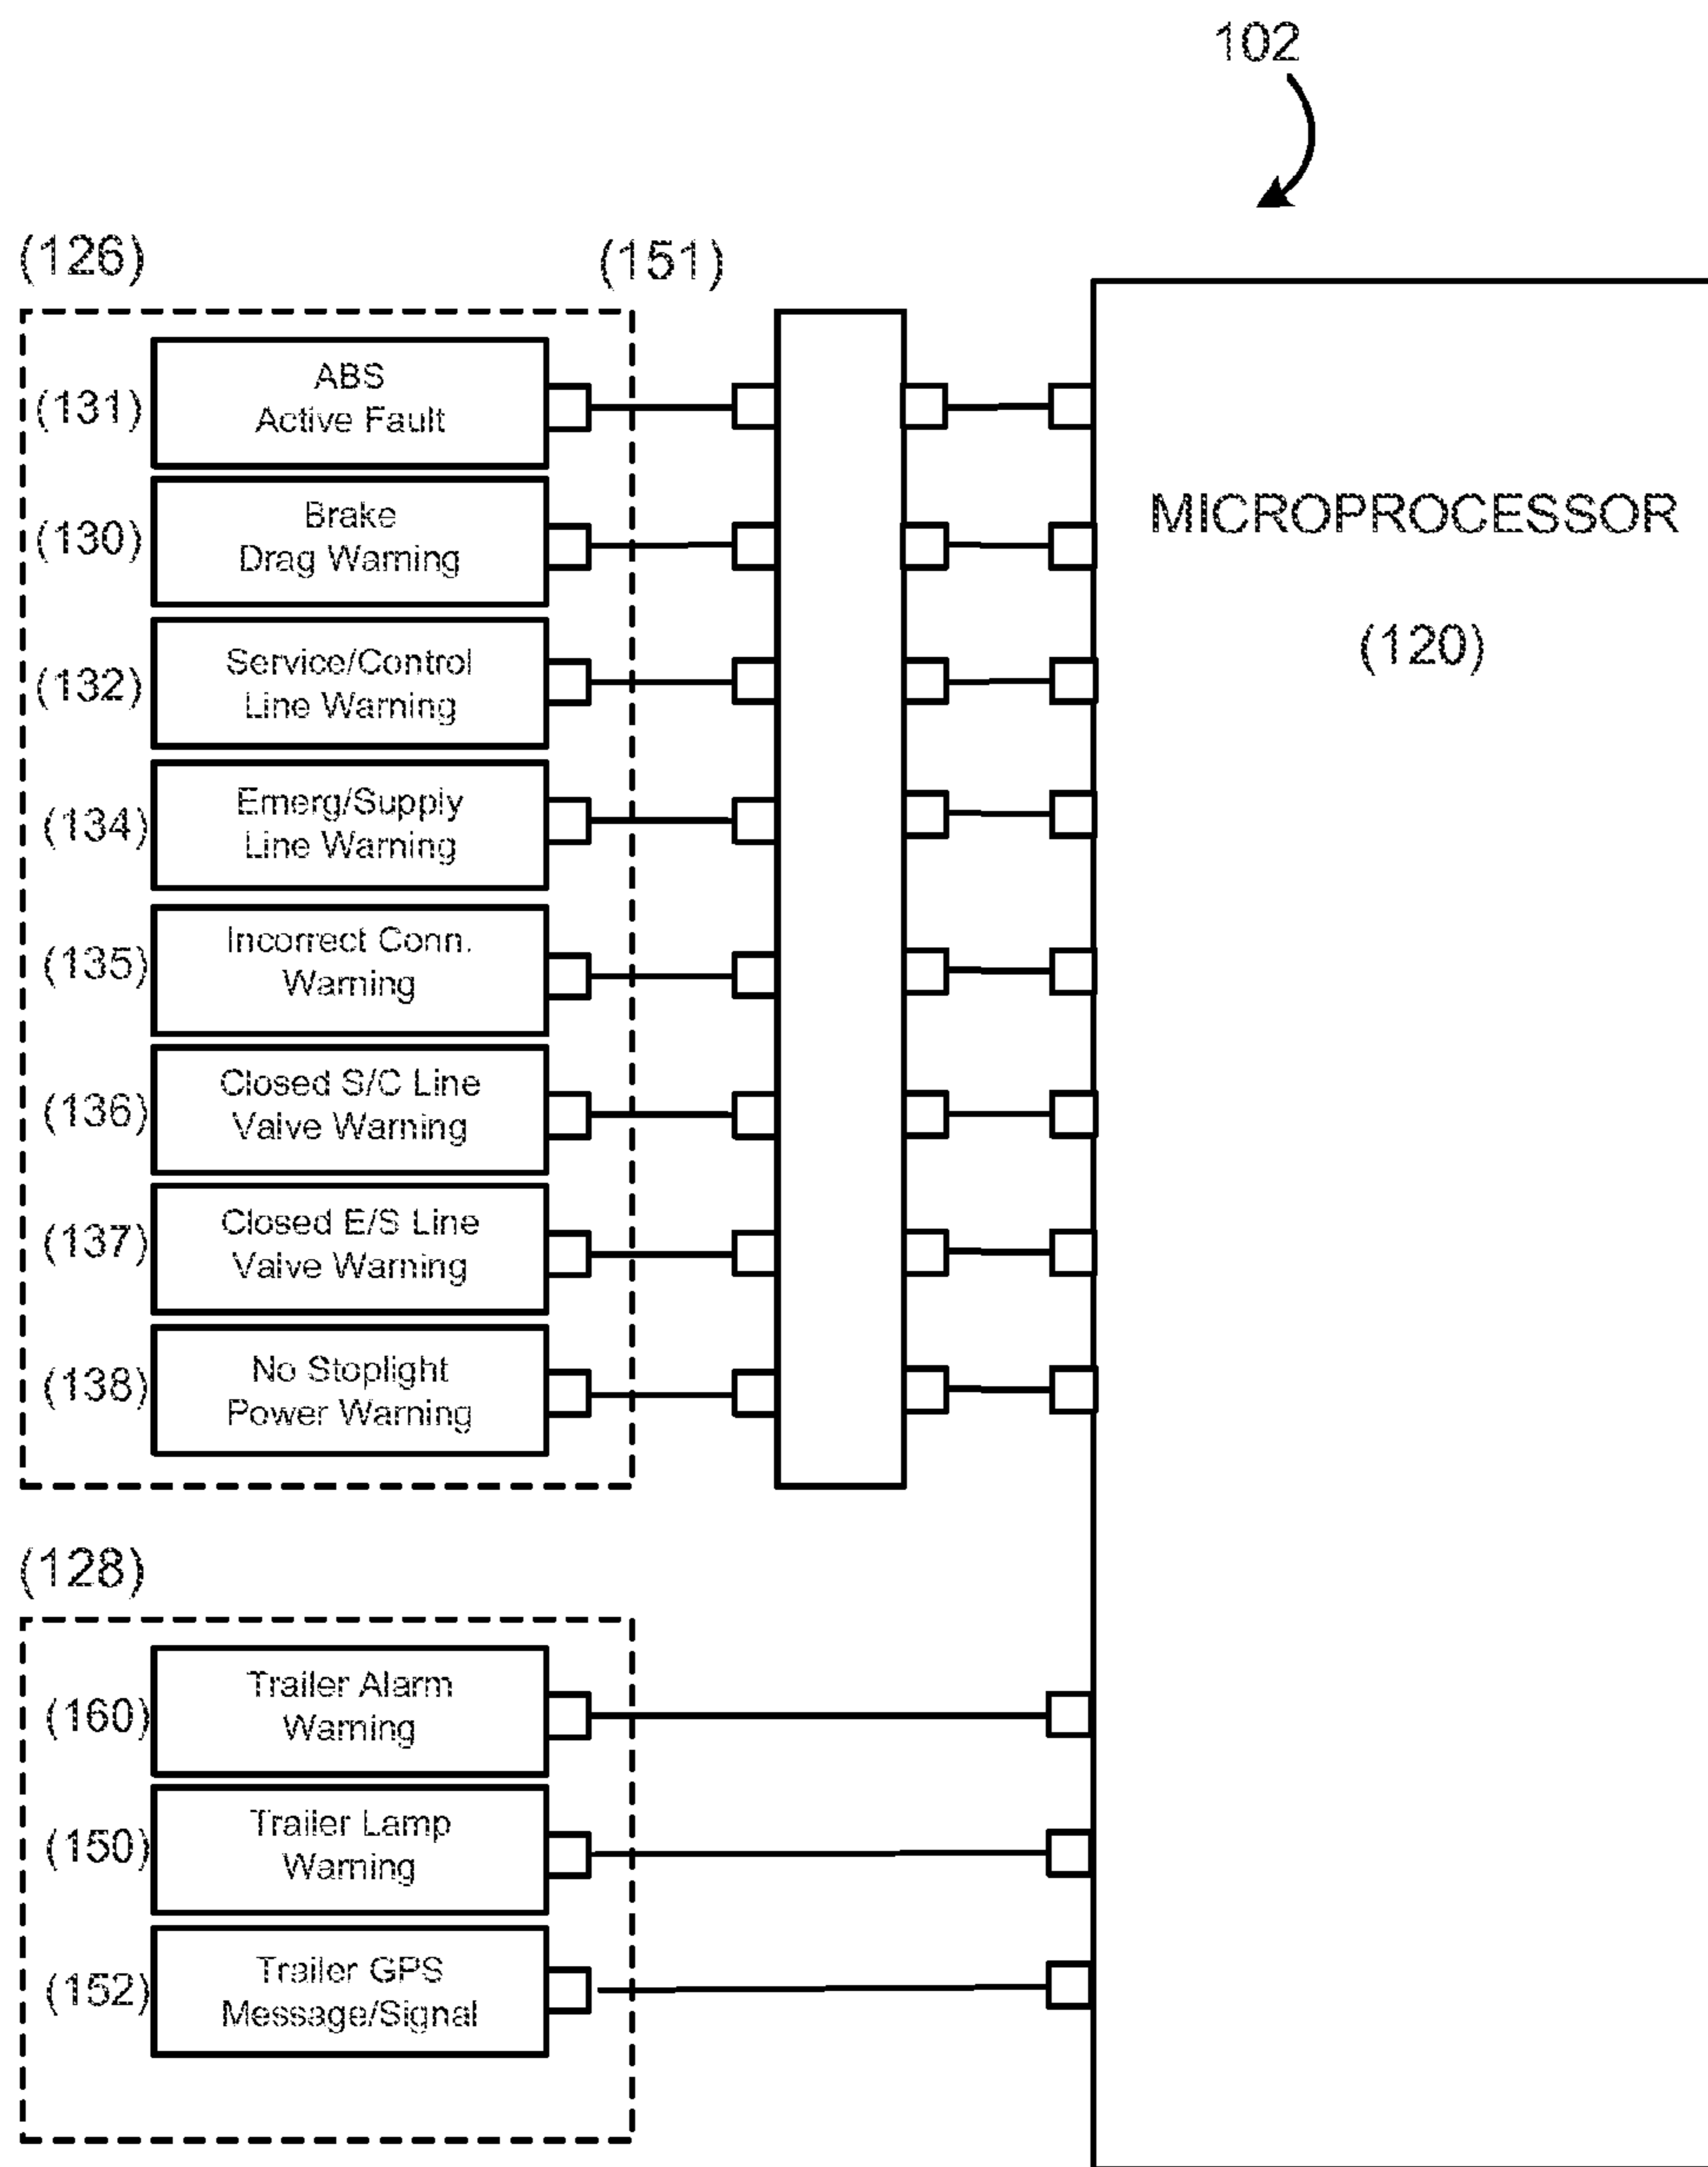 102
(126)
(151)
(131)
ABS
Active Fault
MICROPROCESSOR
(120)
(130)
Brake
Drag Warning
(132)
Service/Control
Line Warning
(134)
Emerg/Supply
Line Warning
(135)
Incorrect Conn.
Warning
(136)
Closed S/C Line
Valve Warning
(137)
Closed E/S Line
Valve Warning
(138)
No Stoplight
Power Warning
(128)
(160)
Trailer Alarm
Warning
(150)
Trailer Lamp
Warning
(152)
Trailer GPS
Message/Signal